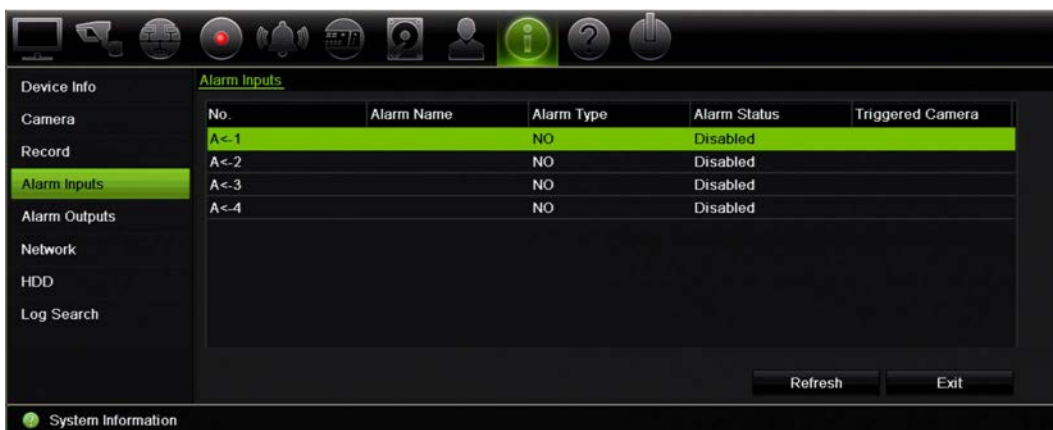 Device Info
Camera
Record
Alarm Inputs
Alarm Outputs
Network
HDD
Log Search
Alarm Inputs
No. Alarm Name Alarm Type Alarm Status Triggered Camera
A<-1 NO Disabled
A<-2 NO Disabled
A<-3 NO Disabled
A<-4 NO Disabled
Refresh Exit
? System Information